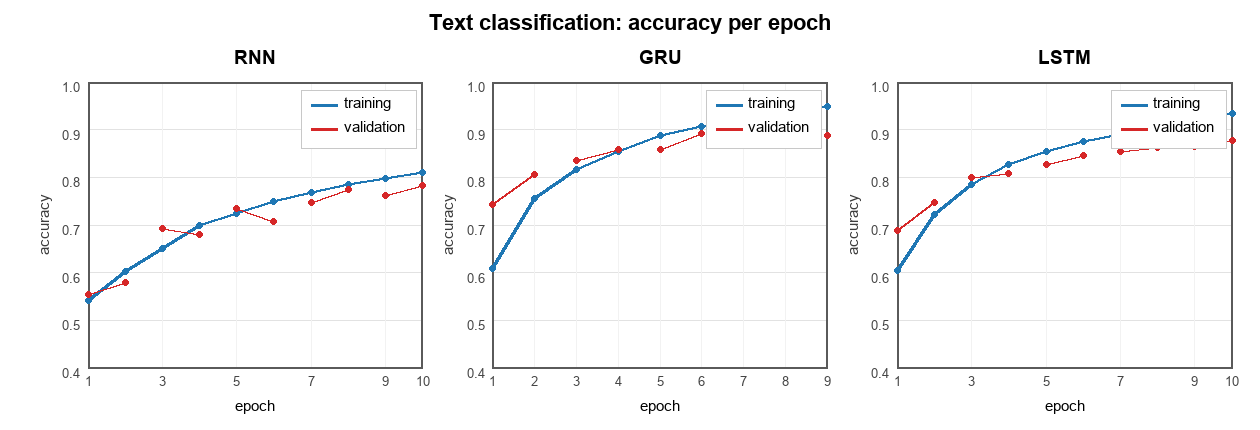 Text classification: accuracy per epoch
RNN
1.0
0.9
0.8
0.7
0.6
0.5
0.4
1 3 5 7 9 10
accuracy
epoch
training
validation
GRU
1.0
0.9
0.8
0.7
0.6
0.5
0.4
1 2 3 4 5 6 7 8 9
accuracy
epoch
training
validation
LSTM
1.0
0.9
0.8
0.7
0.6
0.5
0.4
1 3 5 7 9 10
accuracy
epoch
training
validation